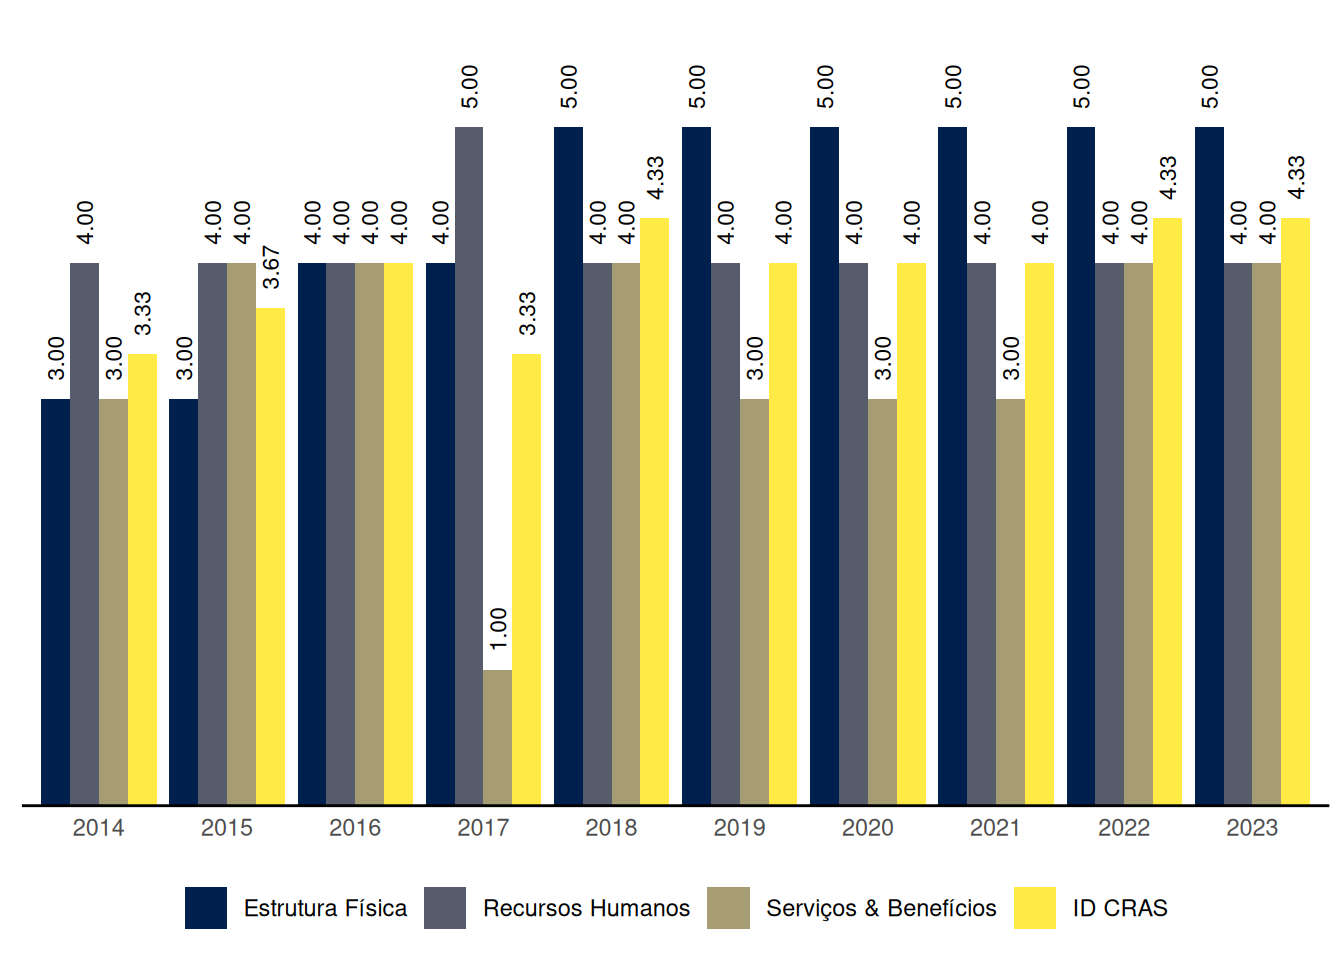 5.00 5.00 5.00 5.00 5.00 5.00 5.00
4.33 4.33 4.33
4.00 4.00 4.00 4.00 4.00 4.00 4.00 4.00 4.00 4.00 4.00 4.00 4.00 4.00 4.00 4.00 4.00 4.00 4.00 4.00
3.67
3.33 3.33
3.00 3.00 3.00 3.00 3.00 3.00
1.00
2014 2015 2016 2017 2018 2019 2020 2021 2022 2023
Estrutura Física Recursos Humanos Serviços & Benefícios ID CRAS